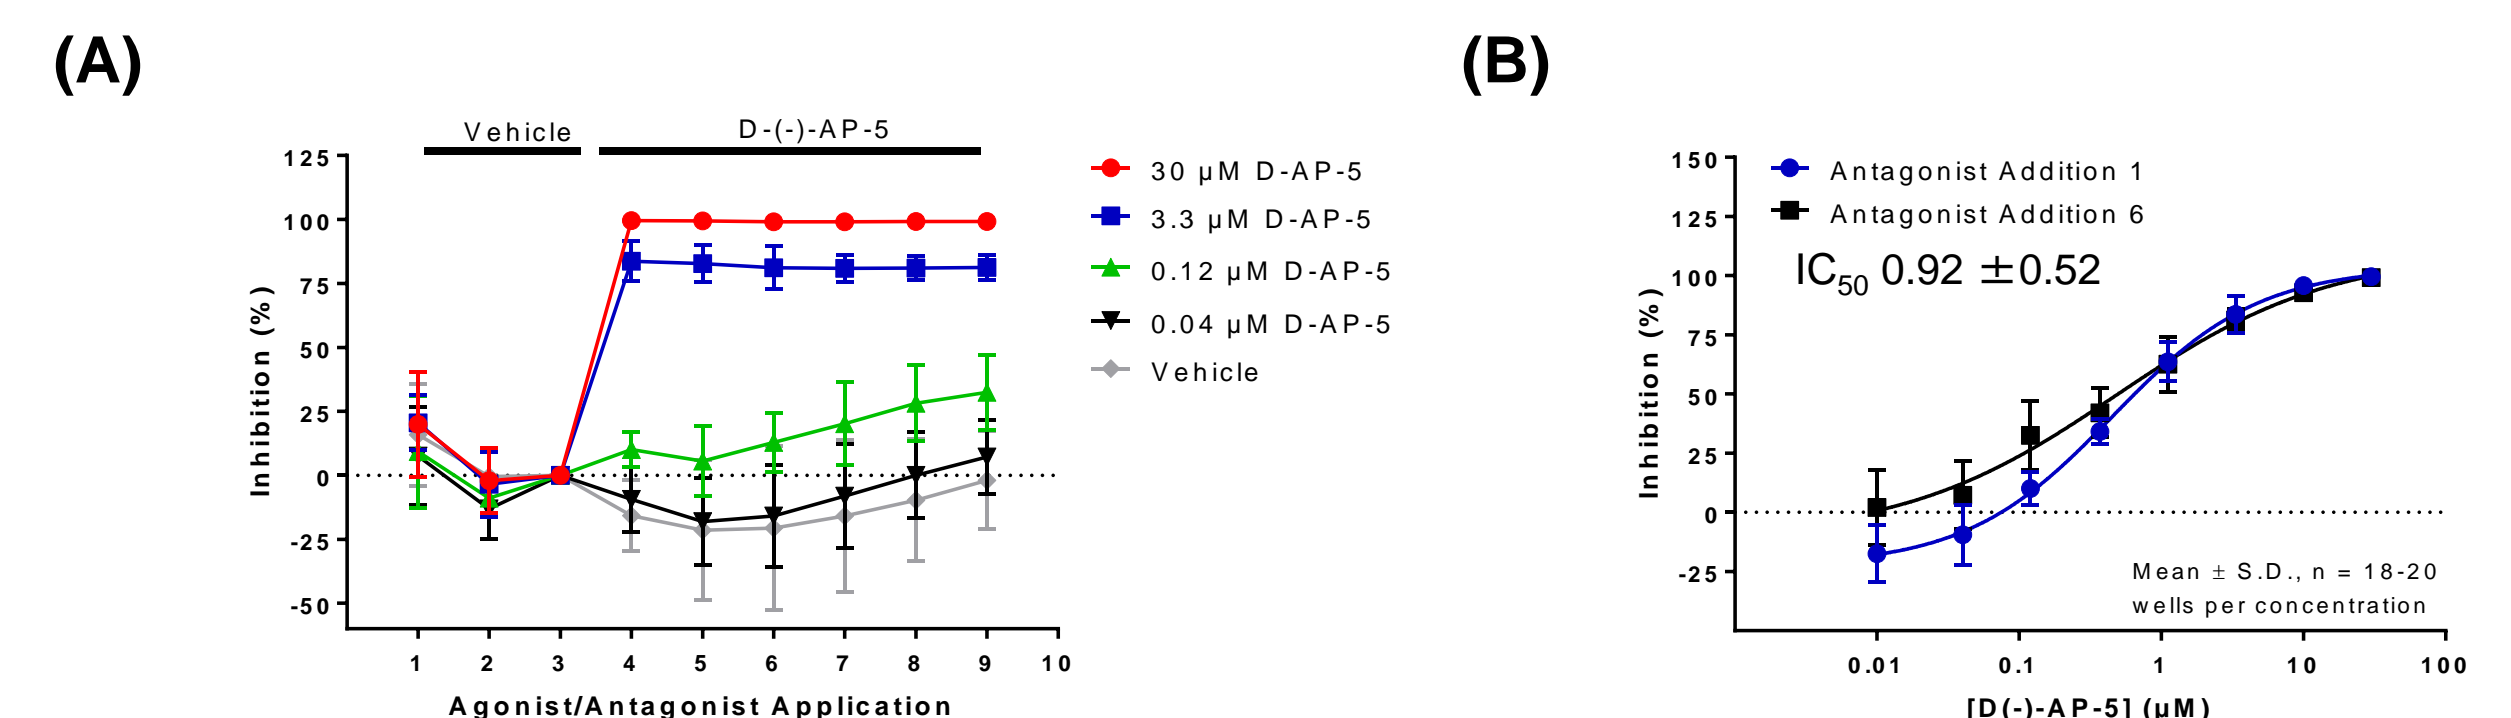 (A)
Vehicle
D-(-)-AP-5
125
100
75
50
25
0
-25
-50
Inhibition (%)
1 2 3 4 5 6 7 8 9 10
Agonist/Antagonist Application
30 µM D-AP-5
3.3 µM D-AP-5
0.12 µM D-AP-5
0.04 µM D-AP-5
Vehicle
(B)
150
125
100
75
50
25
0
-25
Inhibition (%)
Antagonist Addition 1
Antagonist Addition 6
IC50 0.92 ±0.52
Mean ± S.D., n = 18-20
wells per concentration
0.01 0.1 1 10 100
[D(-)-AP-5] (µM)